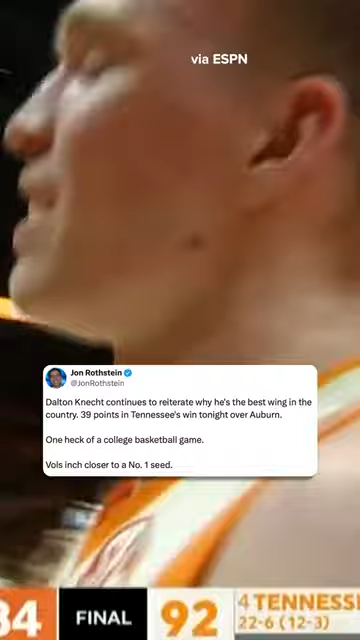 via ESPN
Jon Rothstein
@JonRothstein
Dalton Knecht continues to reiterate why he's the best wing in the
country. 39 points in Tennessee's win tonight over Auburn.
One heck of a college basketball game.
Vols inch closer to a No. 1 seed.
84 FINAL 92 4 TENNESSE
22-6 (12-3)